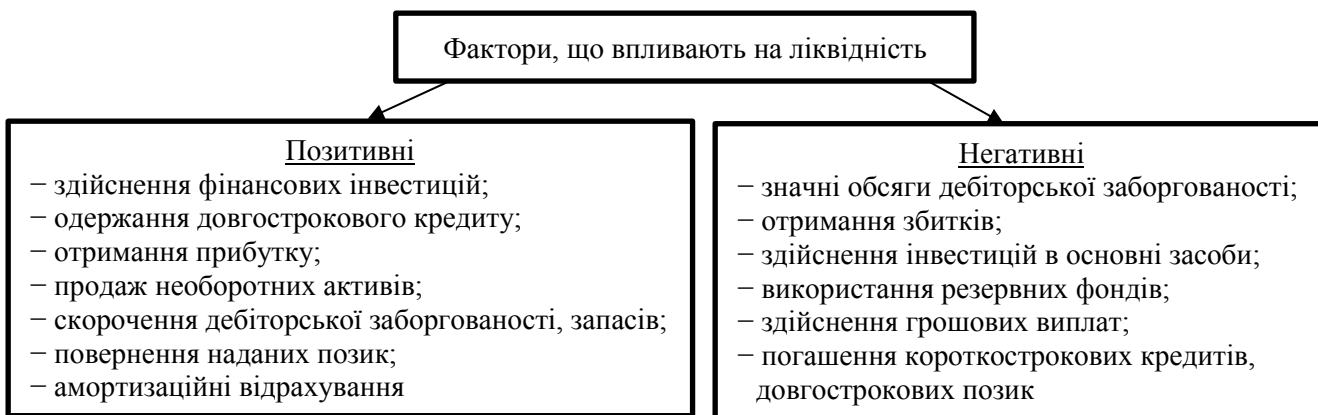 Фактори, що впливають на ліквідність
Позитивні
− здійснення фінансових інвестицій;
− одержання довгострокового кредиту;
− отримання прибутку;
− продаж необоротних активів;
− скорочення дебіторської заборгованості, запасів;
− повернення наданих позик;
− амортизаційні відрахування
Негативні
− значні обсяги дебіторської заборгованості;
− отримання збитків;
− здійснення інвестицій в основні засоби;
− використання резервних фондів;
− здійснення грошових виплат;
− погашення короткострокових кредитів,
довгострокових позик